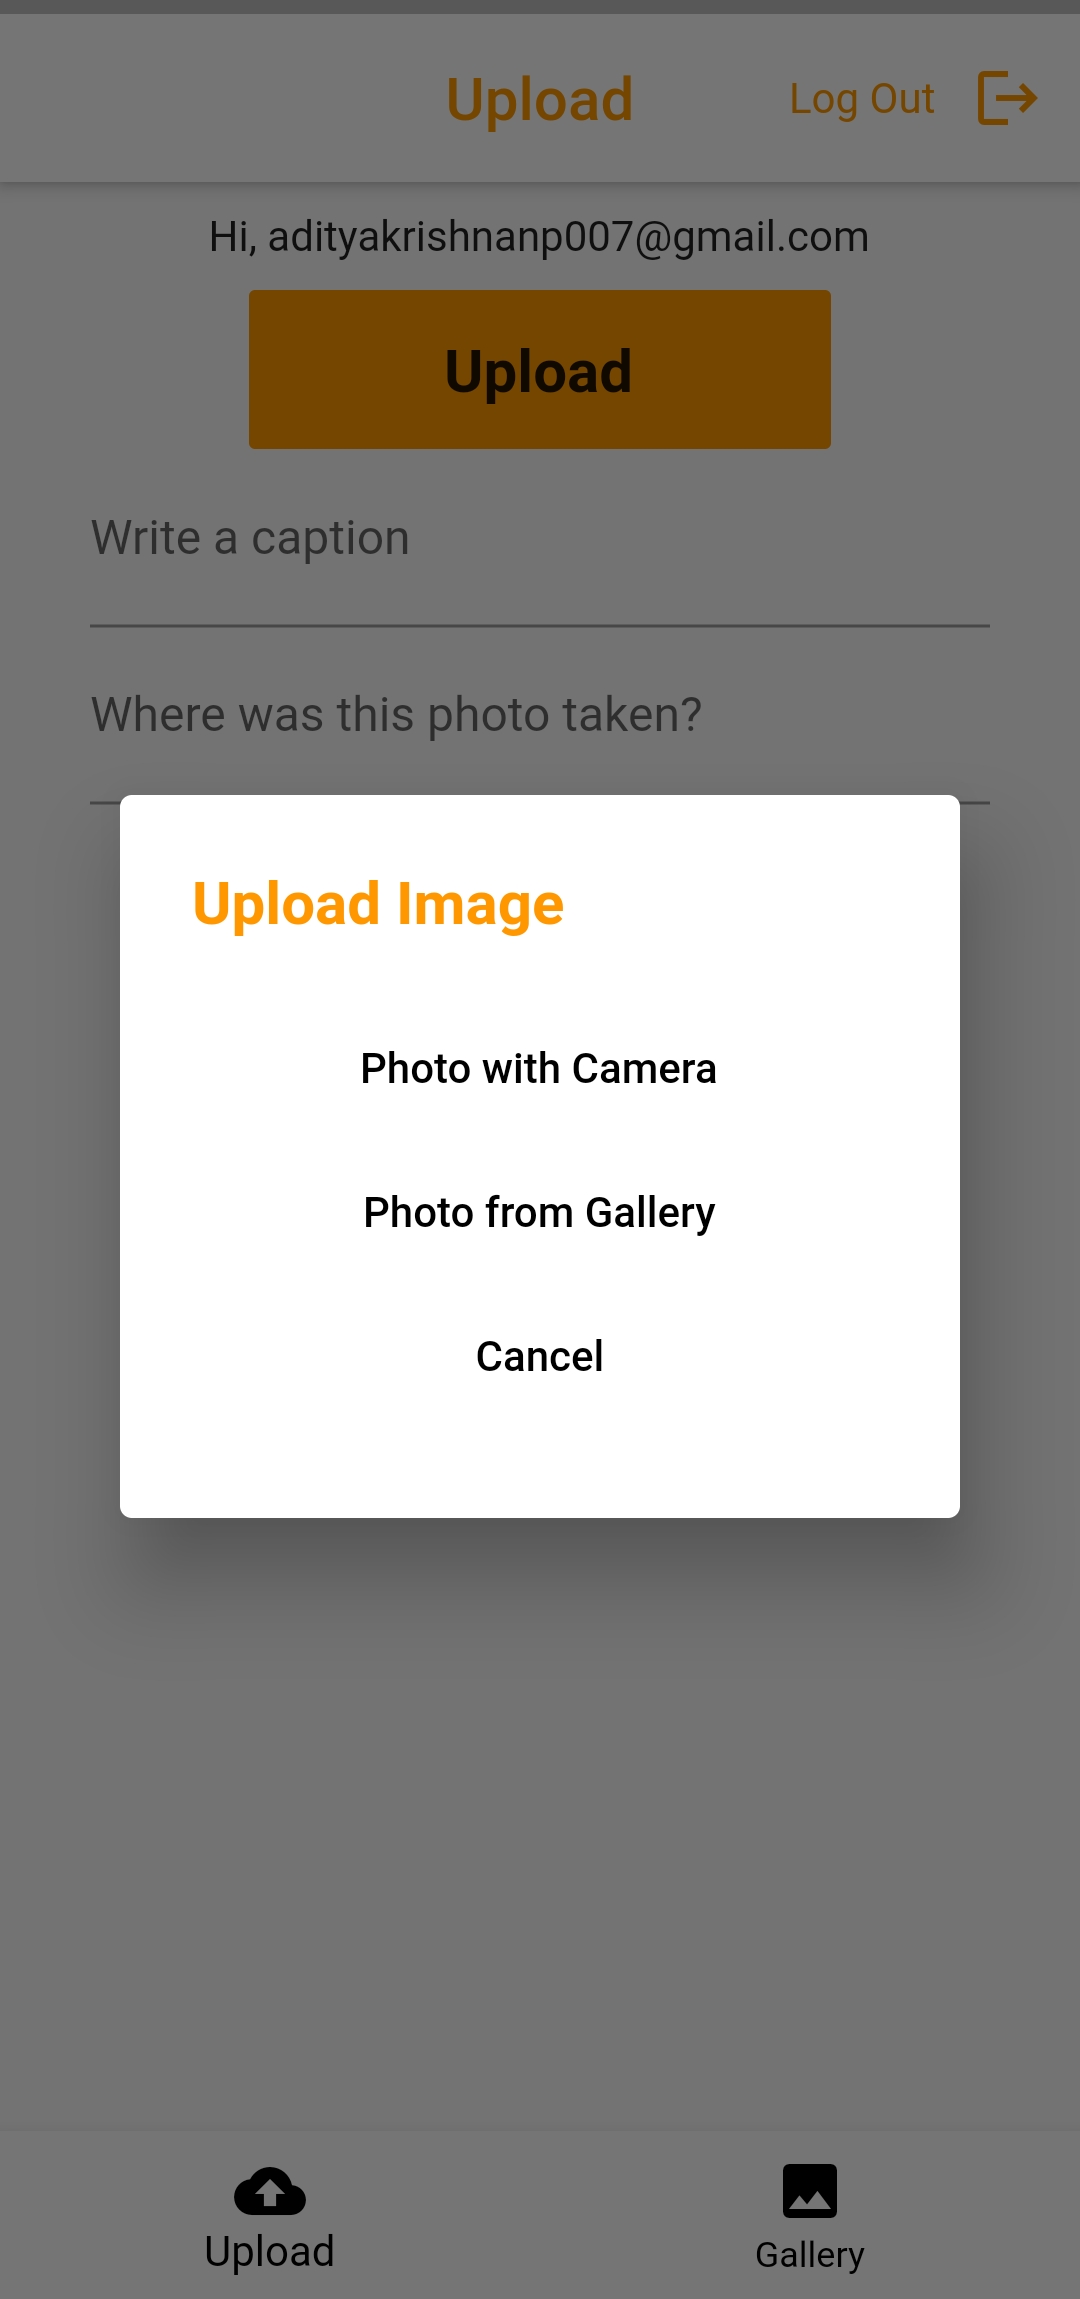 Upload
Log Out
Hi, adityakrishnanp007@gmail.com
Upload
Write a caption
Where was this photo taken?
Upload Image
Photo with Camera
Photo from Gallery
Cancel
Upload
Gallery